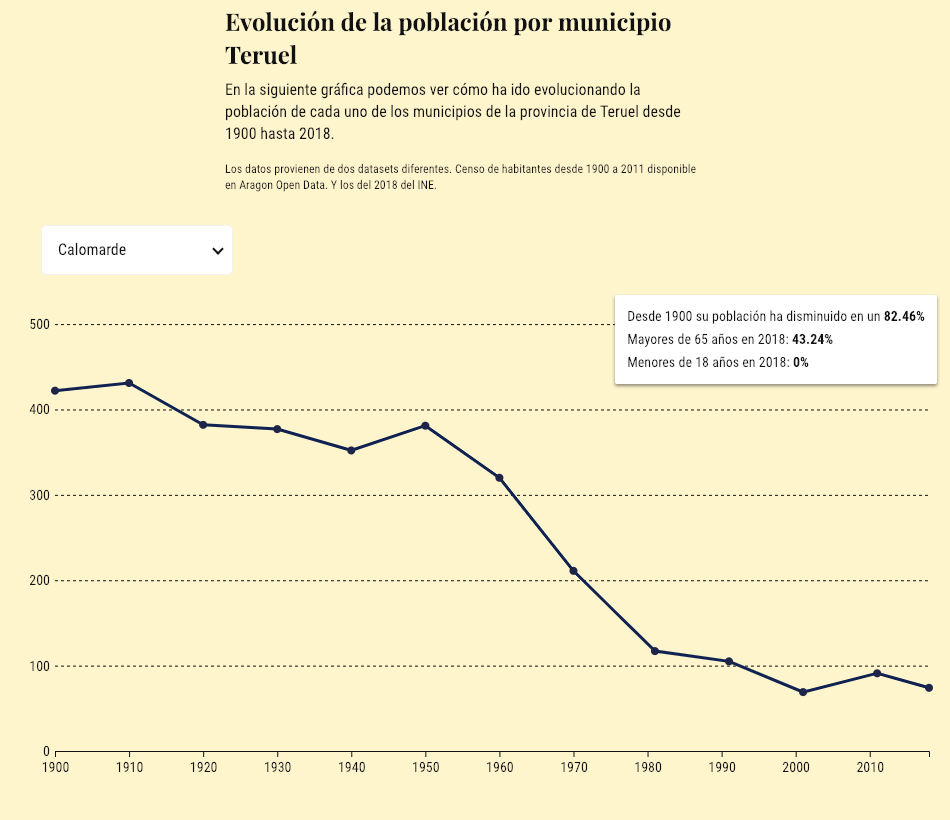 Evolución de la población por municipio
Teruel
En la siguiente gráfica podemos ver cómo ha ido evolucionando la
población de cada uno de los municipios de la provincia de Teruel desde
1900 hasta 2018.
Los datos provienen de dos datasets diferentes. Censo de habitantes desde 1900 a 2011 disponible
en Aragon Open Data. Y los del 2018 del INE.
Calomarde
Desde 1900 su población ha disminuido en un 82.46%
Mayores de 65 años en 2018: 43.24%
Menores de 18 años en 2018: 0%
500
400
300
200
100
0
1900 1910 1920 1930 1940 1950 1960 1970 1980 1990 2000 2010